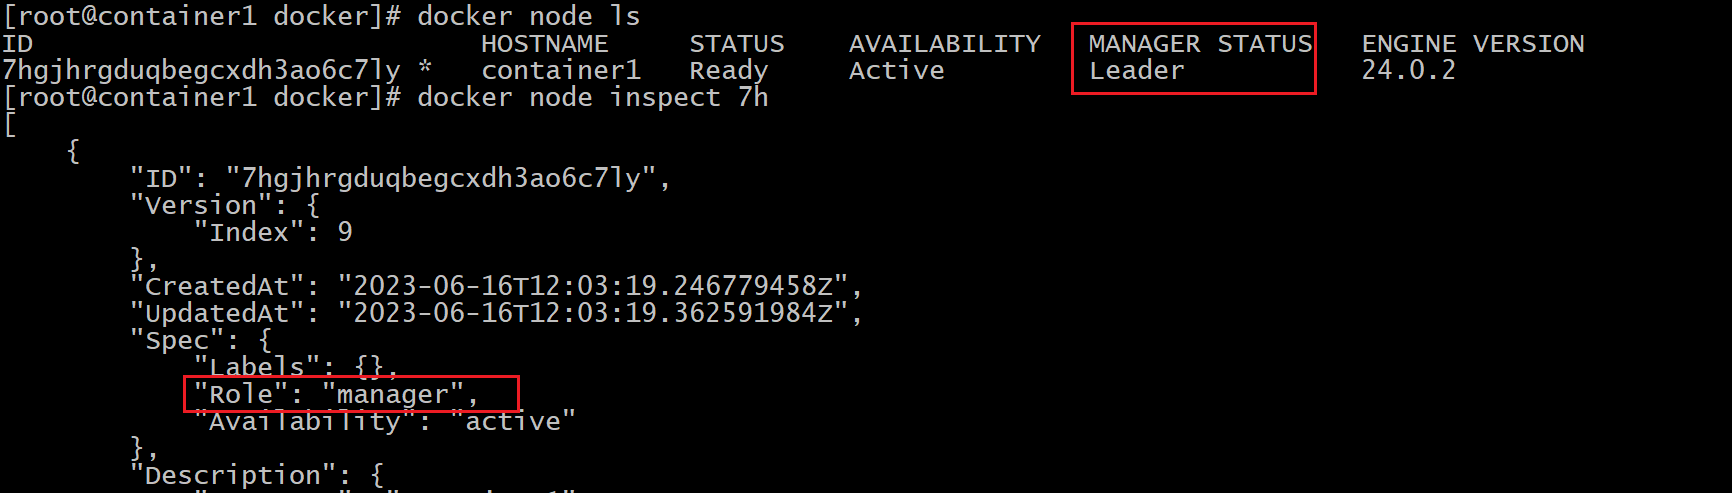 [root@container1 docker]# docker node ls
ID                            HOSTNAME     STATUS    AVAILABILITY   MANAGER STATUS   ENGINE VERSION
7hgjhrgduqbegcxdh3ao6c7ly *   container1   Ready     Active         Leader           24.0.2
[root@container1 docker]# docker node inspect 7h
[
    {
        "ID": "7hgjhrgduqbegcxdh3ao6c7ly",
        "Version": {
            "Index": 9
        },
        "CreatedAt": "2023-06-16T12:03:19.246779458Z",
        "UpdatedAt": "2023-06-16T12:03:19.362591984Z",
        "Spec": {
            "Labels": {},
            "Role": "manager",
            "Availability": "active"
        },
        "Description": {